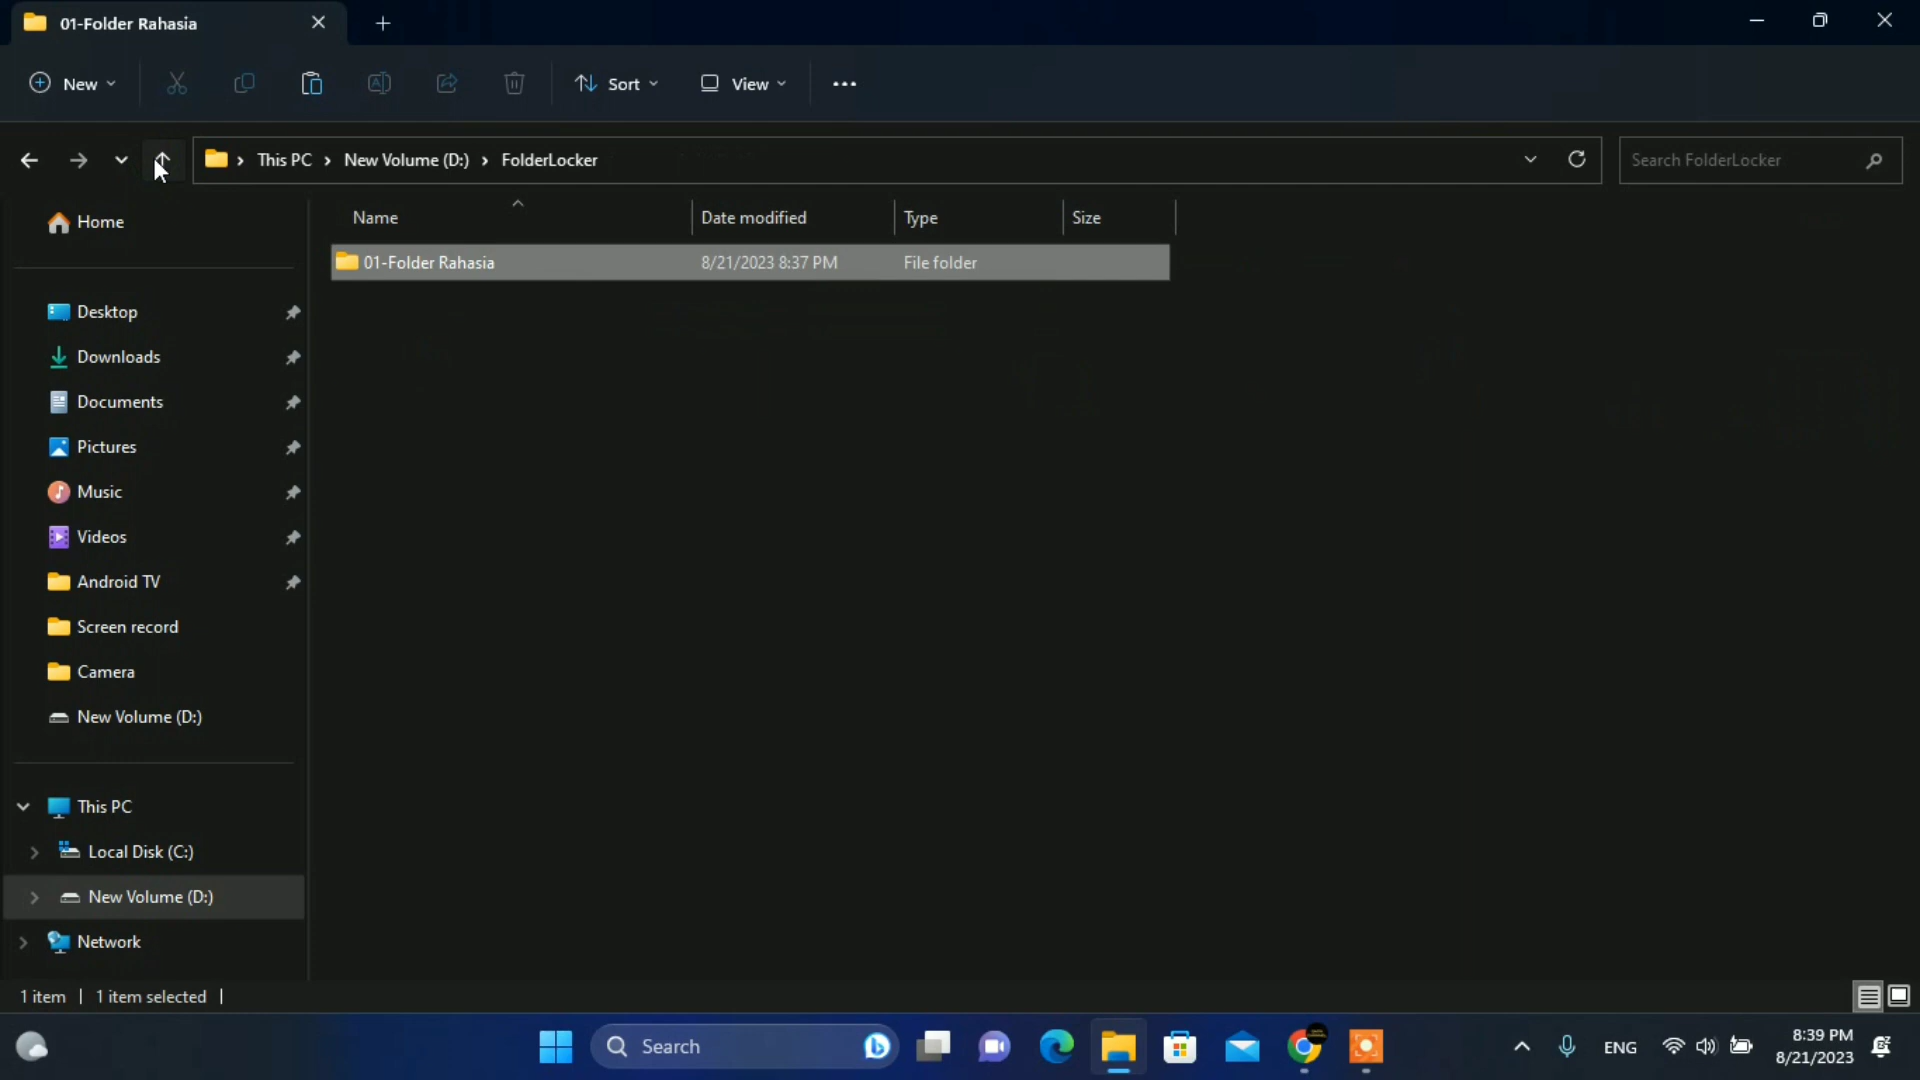 01-Folder Rahasia
New
Sort
View
This PC › New Volume (D:) › FolderLocker
Search FolderLocker
Name
Date modified
Type
Size
01-Folder Rahasia
8/21/2023 8:37 PM
File folder
Home
Desktop
Downloads
Documents
Pictures
Music
Videos
Android TV
Screen record
Camera
New Volume (D:)
This PC
Local Disk (C:)
New Volume (D:)
Network
1 item
1 item selected
Search
ENG
8:39 PM
8/21/2023